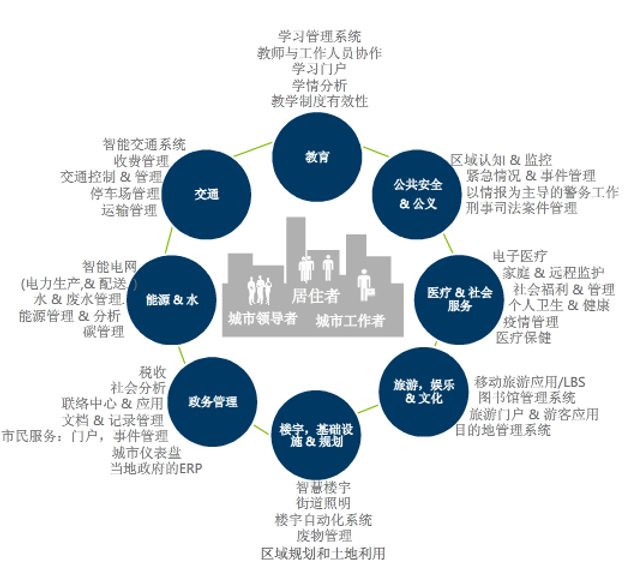 学习管理系统
教师与工作人员协作
学习门户
学情分析
教学制度有效性
教育
区域认知 & 监控
紧急情况 & 事件管理
以情报为主导的警务工作
刑事司法案件管理
公共安全
& 公义
电子医疗
家庭 & 远程监护
社会福利 & 管理
个人卫生 & 健康
疫情管理
医疗保健
医疗 & 社会
服务
移动旅游应用/LBS
图书馆管理系统
旅游门户 & 游客应用
目的地管理系统
旅游，娱乐
& 文化
楼宇，基础设
施 & 规划
智慧楼宇
街道照明
楼宇自动化系统
废物管理
区域规划和土地利用
政务管理
税收
社会分析
联络中心 & 应用
文档 & 记录管理
市民服务：门户，事件管理
城市仪表盘
当地政府的ERP
能源 & 水
智能电网
(电力生产,& 配送,)
水 & 废水管理.
能源管理 & 分析
碳管理
交通
智能交通系统
收费管理
交通控制 & 管理
停车场管理
运输管理
居住者
城市领导者
城市工作者